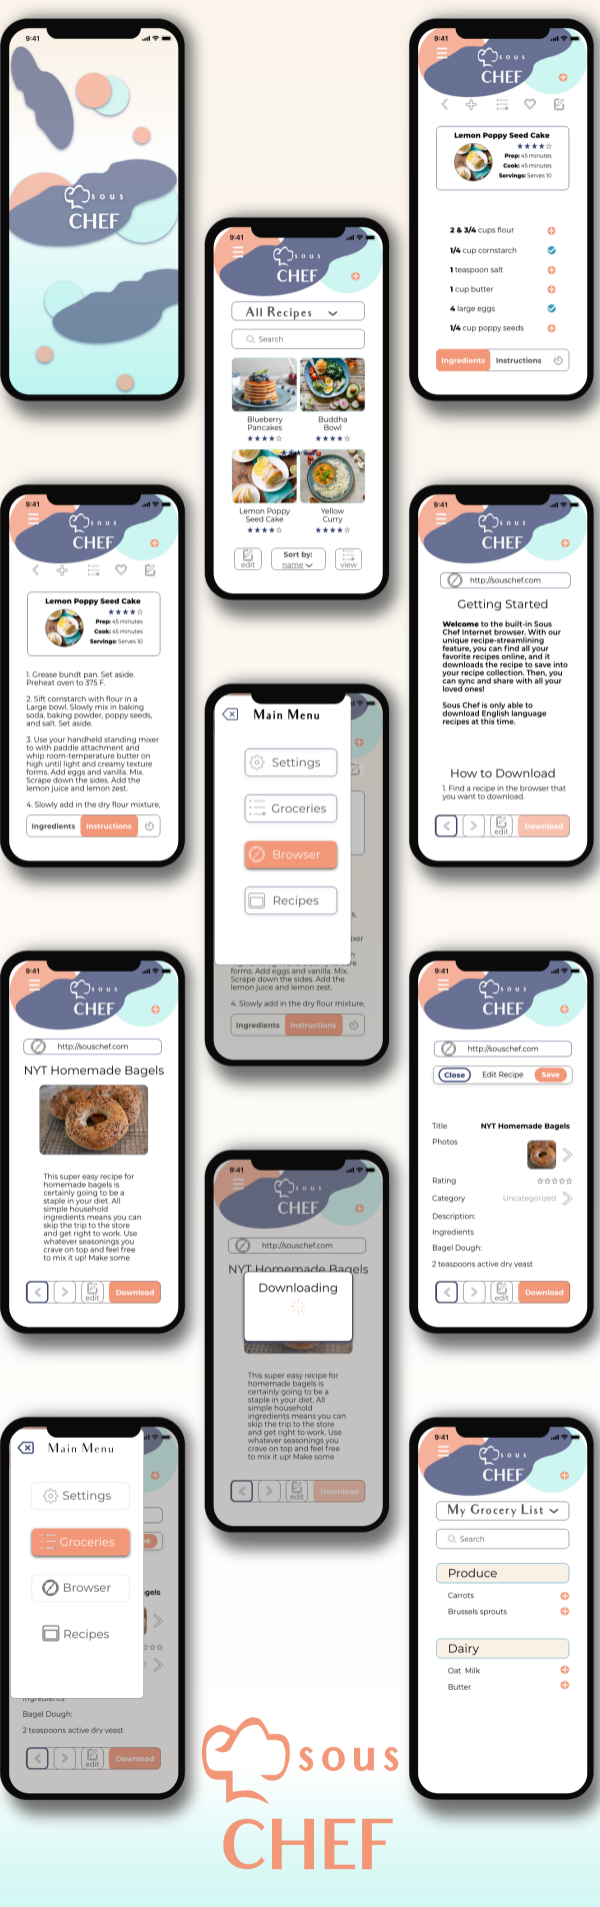 9:41
sous
CHEF
9:41
sous
CHEF
Lemon Poppy Seed Cake
Prep: 45 minutes
Cook: 45 minutes
Servings: Serves 10
2 & 3/4 cups flour
1/4 cup cornstarch
1 teaspoon salt
1 cup butter
4 large eggs
1/4 cup poppy seeds
Ingredients
Instructions
9:41
sous
CHEF
All Recipes
Search
Blueberry
Pancakes
Buddha
Bowl
Lemon Poppy
Seed Cake
Yellow
Curry
edit
Sort by:
name
view
9:41
sous
CHEF
Lemon Poppy Seed Cake
Prep: 45 minutes
Cook: 45 minutes
Servings: Serves 10
1. Grease bundt pan. Set aside.
Preheat oven to 375 F.
2. Sift cornstarch with flour in a
Large bowl. Slowly mix in baking
soda, baking powder, poppy seeds,
and salt. Set aside.
3. Use your handheld standing mixer
to with paddle attachment and
whip room-temperature butter on
high until light and creamy texture
forms. Add eggs and vanilla. Mix.
Scrape down the sides. Add the
lemon juice and lemon zest.
4. Slowly add in the dry flour mixture,
Ingredients
Instructions
9:41
sous
CHEF
http://souschef.com
Getting Started
Welcome to the built-in Sous
Chef Internet browser. With our
unique recipe-streamlining
feature, you can find all your
favorite recipes online, and it
downloads the recipe to save into
your recipe collection. Then, you
can sync and share with all your
loved ones!
Sous Chef is only able to
download English language
recipes at this time.
How to Download
1. Find a recipe in the browser that
you want to download.
edit
Download
Main Menu
Settings
Groceries
Browser
Recipes
forms. Add eggs and vanilla. Mix.
Scrape down the sides. Add the
lemon juice and lemon zest.
4. Slowly add in the dry flour mixture,
Ingredients
Instructions
9:41
sous
CHEF
http://souschef.com
NYT Homemade Bagels
This super easy recipe for
homemade bagels is
certainly going to be a
staple in your diet. All
simple household
ingredients means you can
skip the trip to the store
and get right to work. Use
whatever seasonings you
crave on top and feel free
to mix it up! Make some
edit
Download
9:41
sous
CHEF
http://souschef.com
Close
Edit Recipe
Save
Title
NYT Homemade Bagels
Photos
Rating
Category
Uncategorized
Description:
Ingredients
Bagel Dough:
2 teaspoons active dry yeast
edit
Download
9:41
sous
CHEF
http://souschef.com
NYT Homemade Bagels
Downloading
This super easy recipe for
homemade bagels is
certainly going to be a
staple in your diet. All
simple household
ingredients means you can
skip the trip to the store
and get right to work. Use
whatever seasonings you
crave on top and feel free
to mix it up! Make some
edit
Download
Main Menu
Settings
Groceries
Browser
Recipes
gels
Ingredients
Bagel Dough:
2 teaspoons active dry yeast
edit
Download
9:41
sous
CHEF
My Grocery List
Search
Produce
Carrots
Brussels sprouts
Dairy
Oat Milk
Butter
sous
CHEF